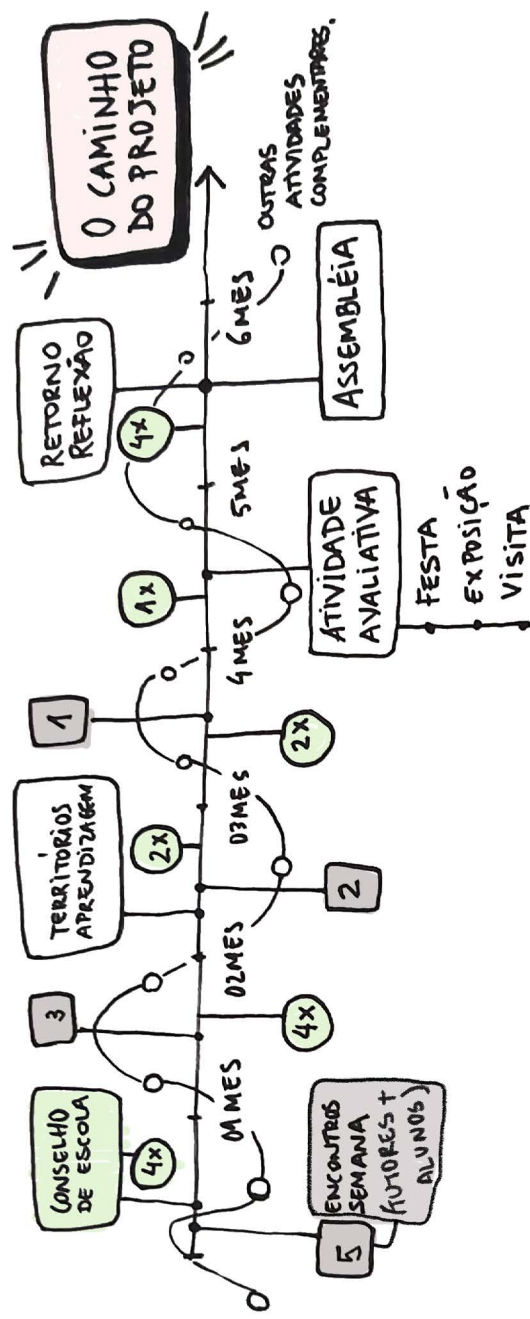 O CAMINHO
DO PROJETO
CONSELHO
DE ESCOLA
4x
5
ENCONTROS
SEMANA
(TUTORES +
ALUNOS)
01MES
3
4x
02MES
TERRITÓRIOS
APRENDIZAGEM
2
2x
03MES
2x
1
4MES
1x
ATIVIDADE
AVALIATIVA
FESTA
EXPOSIÇÃO
VISITA
5MES
4x
RETORNO
REFLEXÃO
ASSEMBLÉIA
6MES
OUTRAS
ATIVIDADES
COMPLEMENTARES.